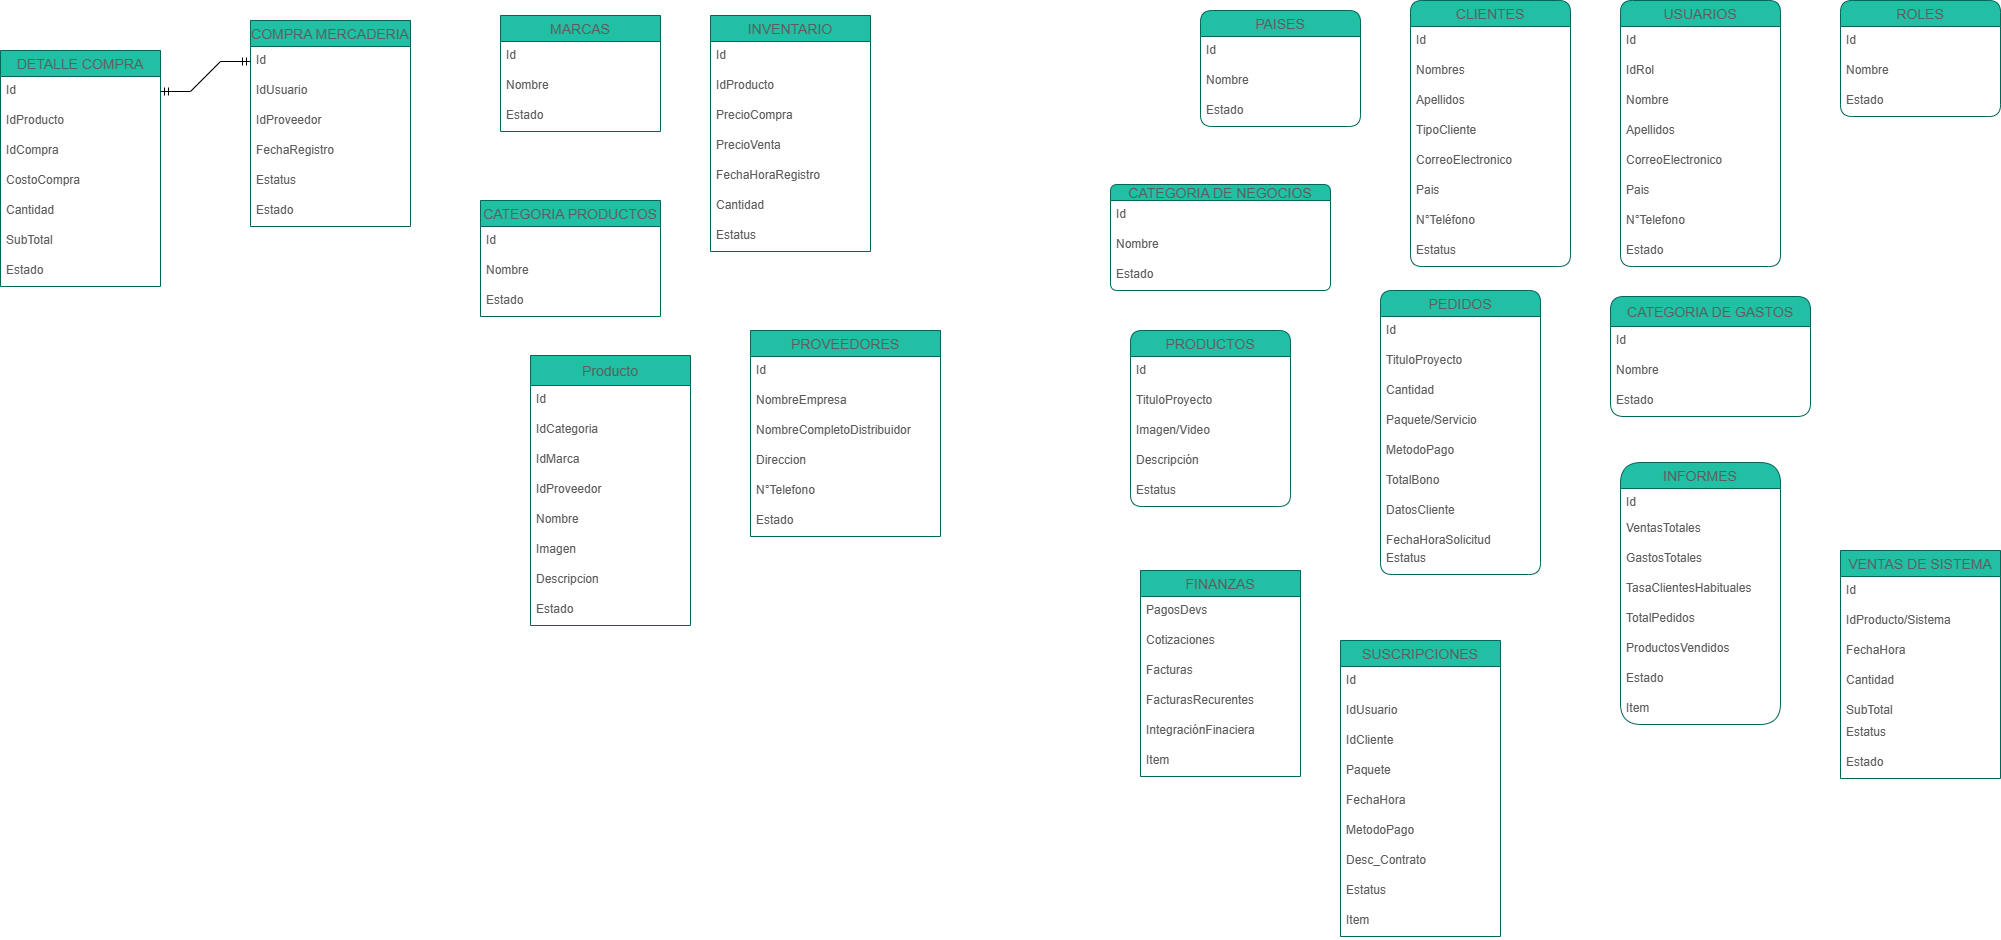 DETALLE COMPRA
Id
IdProducto
IdCompra
CostoCompra
Cantidad
SubTotal
Estado
COMPRA MERCADERIA
Id
IdUsuario
IdProveedor
FechaRegistro
Estatus
Estado
MARCAS
Id
Nombre
Estado
INVENTARIO
Id
IdProducto
PrecioCompra
PrecioVenta
FechaHoraRegistro
Cantidad
Estatus
CATEGORIA PRODUCTOS
Id
Nombre
Estado
Producto
Id
IdCategoria
IdMarca
IdProveedor
Nombre
Imagen
Descripcion
Estado
PROVEEDORES
Id
NombreEmpresa
NombreCompletoDistribuidor
Direccion
N°Telefono
Estado
PAISES
Id
Nombre
Estado
CLIENTES
Id
Nombres
Apellidos
TipoCliente
CorreoElectronico
Pais
N°Teléfono
Estatus
USUARIOS
Id
IdRol
Nombre
Apellidos
CorreoElectronico
Pais
N°Telefono
Estado
ROLES
Id
Nombre
Estado
CATEGORIA DE NEGOCIOS
Id
Nombre
Estado
PRODUCTOS
Id
TituloProyecto
Imagen/Video
Descripción
Estatus
PEDIDOS
Id
TituloProyecto
Cantidad
Paquete/Servicio
MetodoPago
TotalBono
DatosCliente
FechaHoraSolicitud
Estatus
CATEGORIA DE GASTOS
Id
Nombre
Estado
INFORMES
Id
VentasTotales
GastosTotales
TasaClientesHabituales
TotalPedidos
ProductosVendidos
Estado
Item
FINANZAS
PagosDevs
Cotizaciones
Facturas
FacturasRecurentes
IntegraciónFinaciera
Item
SUSCRIPCIONES
Id
IdUsuario
IdCliente
Paquete
FechaHora
MetodoPago
Desc_Contrato
Estatus
Item
VENTAS DE SISTEMA
Id
IdProducto/Sistema
FechaHora
Cantidad
SubTotal
Estatus
Estado